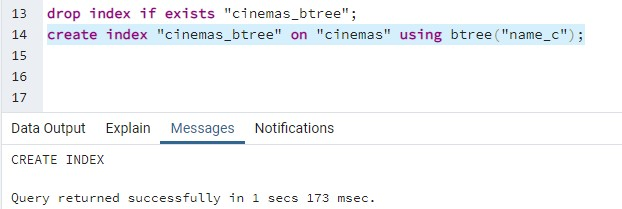 13 drop index if exists "cinemas_btree";
14 create index "cinemas_btree" on "cinemas" using btree("name_c");
15
16
17
Data Output Explain Messages Notifications
CREATE INDEX
Query returned successfully in 1 secs 173 msec.